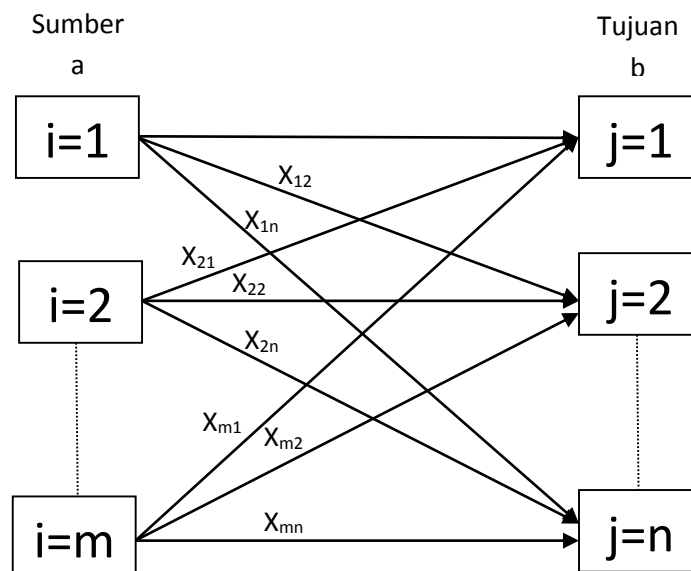 Sumber
a
Tujuan
b
i=1
j=1
X₁₂
X₁ₙ
X₂₁
X₂₂
i=2
j=2
X₂ₙ
Xₘ₁
Xₘ₂
Xₘₙ
i=m
j=n